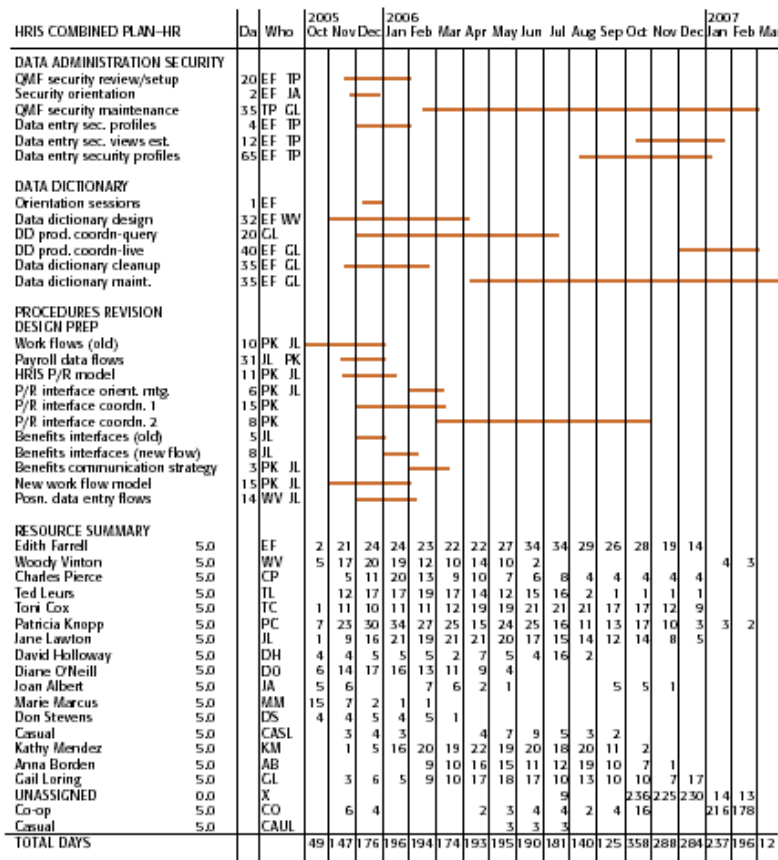 2005 2006 2007
HRIS COMBINED PLAN–HR Da Who Oct Nov Dec Jan Feb Mar Apr May Jun Jul Aug Sep Oct Nov Dec Jan Feb Mar
DATA ADMINISTRATION SECURITY
QMF security review/setup 20 EF TP
Security orientation 2 EF JA
QMF security maintenance 35 TP GL
Data entry sec. profiles 4 EF TP
Data entry sec. views est. 12 EF TP
Data entry security profiles 65 EF TP
DATA DICTIONARY
Orientation sessions 1 EF
Data dictionary design 32 EF WV
DD prod. coordn-query 20 GL
DD prod. coordn-live 40 EF GL
Data dictionary cleanup 35 EF GL
Data dictionary maint. 35 EF GL
PROCEDURES REVISION
DESIGN PREP
Work flows (old) 10 PK JL
Payroll data flows 31 JL PK
HRIS P/R model 11 PK JL
P/R interface orient. mtg. 6 PK JL
P/R interface coordn. 1 15 PK
P/R interface coordn. 2 8 PK
Benefits interfaces (old) 5 JL
Benefits interfaces (new flow) 8 JL
Benefits communication strategy 3 PK JL
New work flow model 15 PK JL
Posn. data entry flows 14 WV JL
RESOURCE SUMMARY
Edith Farrell 5.0 EF 2 21 24 24 23 22 22 27 34 34 29 26 28 19 14
Woody Vinton 5.0 WV 5 17 20 19 12 10 14 10 2 4 3
Charles Pierce 5.0 CP 5 11 20 13 9 10 7 6 8 4 4 4 4 4
Ted Leurs 5.0 TL 12 17 17 19 17 14 12 15 16 2 1 1 1 1
Toni Cox 5.0 TC 1 11 10 11 11 12 19 19 21 21 21 17 17 12 9
Patricia Knopp 5.0 PC 7 23 30 34 27 25 15 24 25 16 11 13 17 10 3 3 2
Jane Lawton 5.0 JL 1 9 16 21 19 21 21 20 17 15 14 12 14 8 5
David Holloway 5.0 DH 4 4 5 5 5 2 7 5 4 16 2
Diane O'Neill 5.0 DO 6 14 17 16 13 11 9 4
Joan Albert 5.0 JA 5 6 7 6 2 1 5 5 1
Marie Marcus 5.0 MM 15 7 2 1 1
Don Stevens 5.0 DS 4 4 5 4 5 1
Casual 5.0 CASL 3 4 3 4 7 9 5 3 2
Kathy Mendez 5.0 KM 1 5 16 20 19 22 19 20 18 20 11 2
Anna Borden 5.0 AB 9 10 16 15 11 12 19 10 7 1
Gail Loring 5.0 GL 3 6 5 9 10 17 18 17 10 13 10 10 7 17
UNASSIGNED 0.0 X 9 236 225 230 14 13
Co-op 5.0 CO 6 4 2 3 4 4 2 4 16 216 178
Casual 5.0 CAUL 3 3 3
TOTAL DAYS 49 147 176 196 194 174 193 195 190 181 140 125 358 288 284 237 196 12